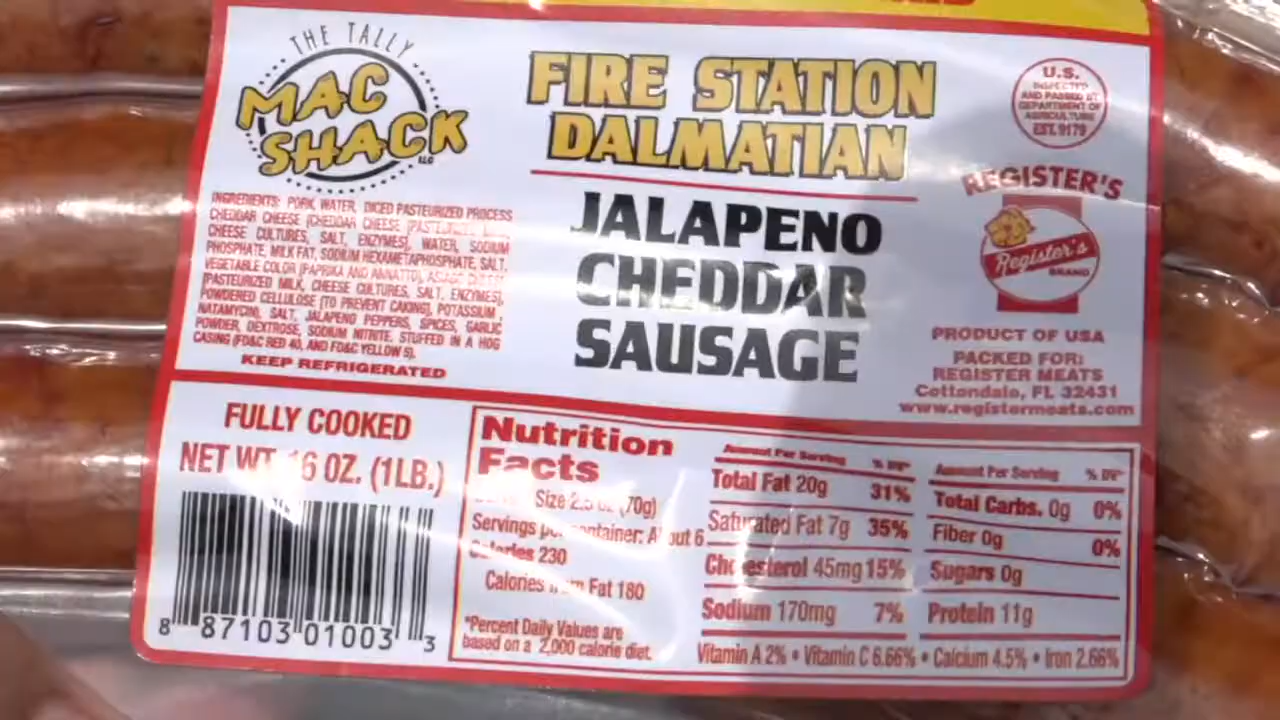 THE TALLY
MAC
SHACK
LLC
FIRE STATION
DALMATIAN
JALAPENO
CHEDDAR
SAUSAGE
U.S.
INSPECTED
AND PASSED BY
DEPARTMENT OF
AGRICULTURE
EST. 9179
REGISTER'S
Register's
BRAND
PRODUCT OF USA
PACKED FOR:
REGISTER MEATS
Cottondale, FL 32431
www.registermeats.com
INGREDIENTS: PORK, WATER, DICED PASTEURIZED PROCESS
CHEDDAR CHEESE [CHEDDAR CHEESE (PASTEURIZED
CHEESE CULTURES, SALT, ENZYMES), WATER, SODIUM
PHOSPHATE, MILK FAT, SODIUM HEXAMETAPHOSPHATE, SALT,
VEGETABLE COLOR (PAPRIKA AND ANNATTO),
(PASTEURIZED MILK, CHEESE CULTURES, SALT, ENZYMES),
POWDERED CELLULOSE (TO PREVENT CAKING), POTASSIUM
NATAMYCIN), SALT, JALAPENO PEPPERS, SPICES, GARLIC
POWDER, DEXTROSE, SODIUM NITRITE. STUFFED IN A HOG
CASING (FD&C RED 40, AND FD&C YELLOW 5).
KEEP REFRIGERATED
FULLY COOKED
NET WT. 16 OZ. (1LB.)
8 87103 01003 3
Nutrition
Facts
Size 2.5 oz (70g)
Servings per container: About 6
Calories 230
Calories from Fat 180
*Percent Daily Values are
based on a 2,000 calorie diet.
Amount Per Serving % DV*
Total Fat 20g 31%
Saturated Fat 7g 35%
Cholesterol 45mg 15%
Sodium 170mg 7%
Amount Per Serving % DV*
Total Carbs. 0g 0%
Fiber 0g 0%
Sugars 0g
Protein 11g
Vitamin A 2% • Vitamin C 6.66% • Calcium 4.5% • Iron 2.66%